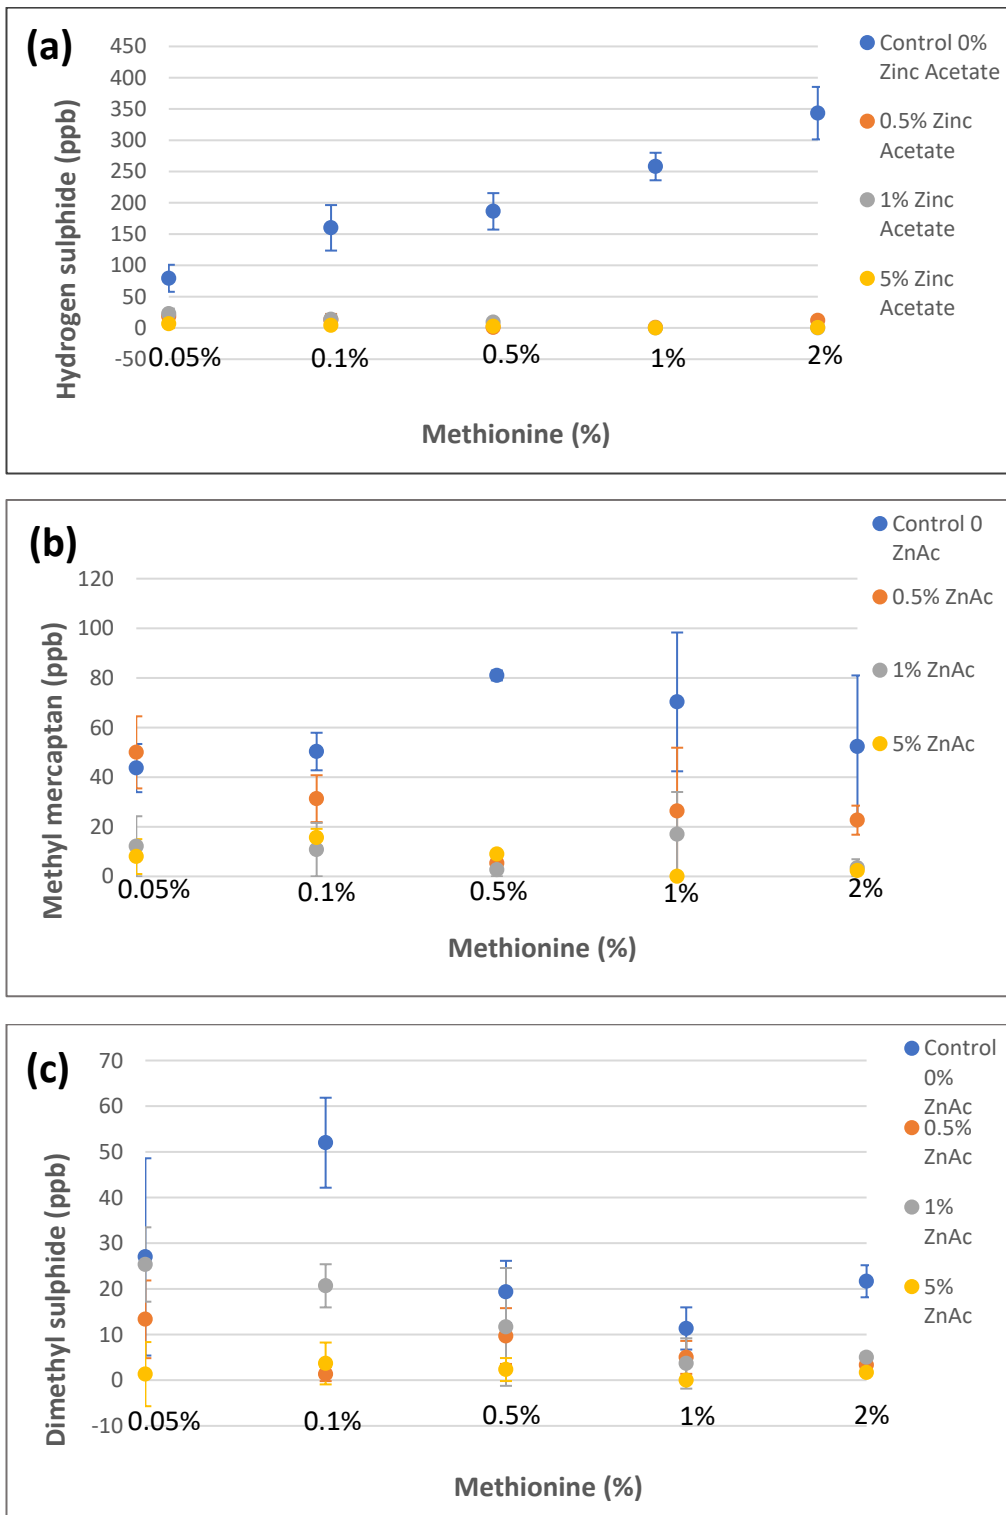 (a)
Hydrogen sulphide (ppb)
450
400
350
300
250
200
150
100
50
0
-50
0.05%
0.1%
0.5%
1%
2%
Methionine (%)
Control 0%
Zinc Acetate
0.5% Zinc
Acetate
1% Zinc
Acetate
5% Zinc
Acetate
(b)
Methyl mercaptan (ppb)
120
100
80
60
40
20
0
0.05%
0.1%
0.5%
1%
2%
Methionine (%)
Control 0
ZnAc
0.5% ZnAc
1% ZnAc
5% ZnAc
(c)
Dimethyl sulphide (ppb)
70
60
50
40
30
20
10
0
-10
0.05%
0.1%
0.5%
1%
2%
Methionine (%)
Control
0%
ZnAc
0.5%
ZnAc
1%
ZnAc
5%
ZnAc